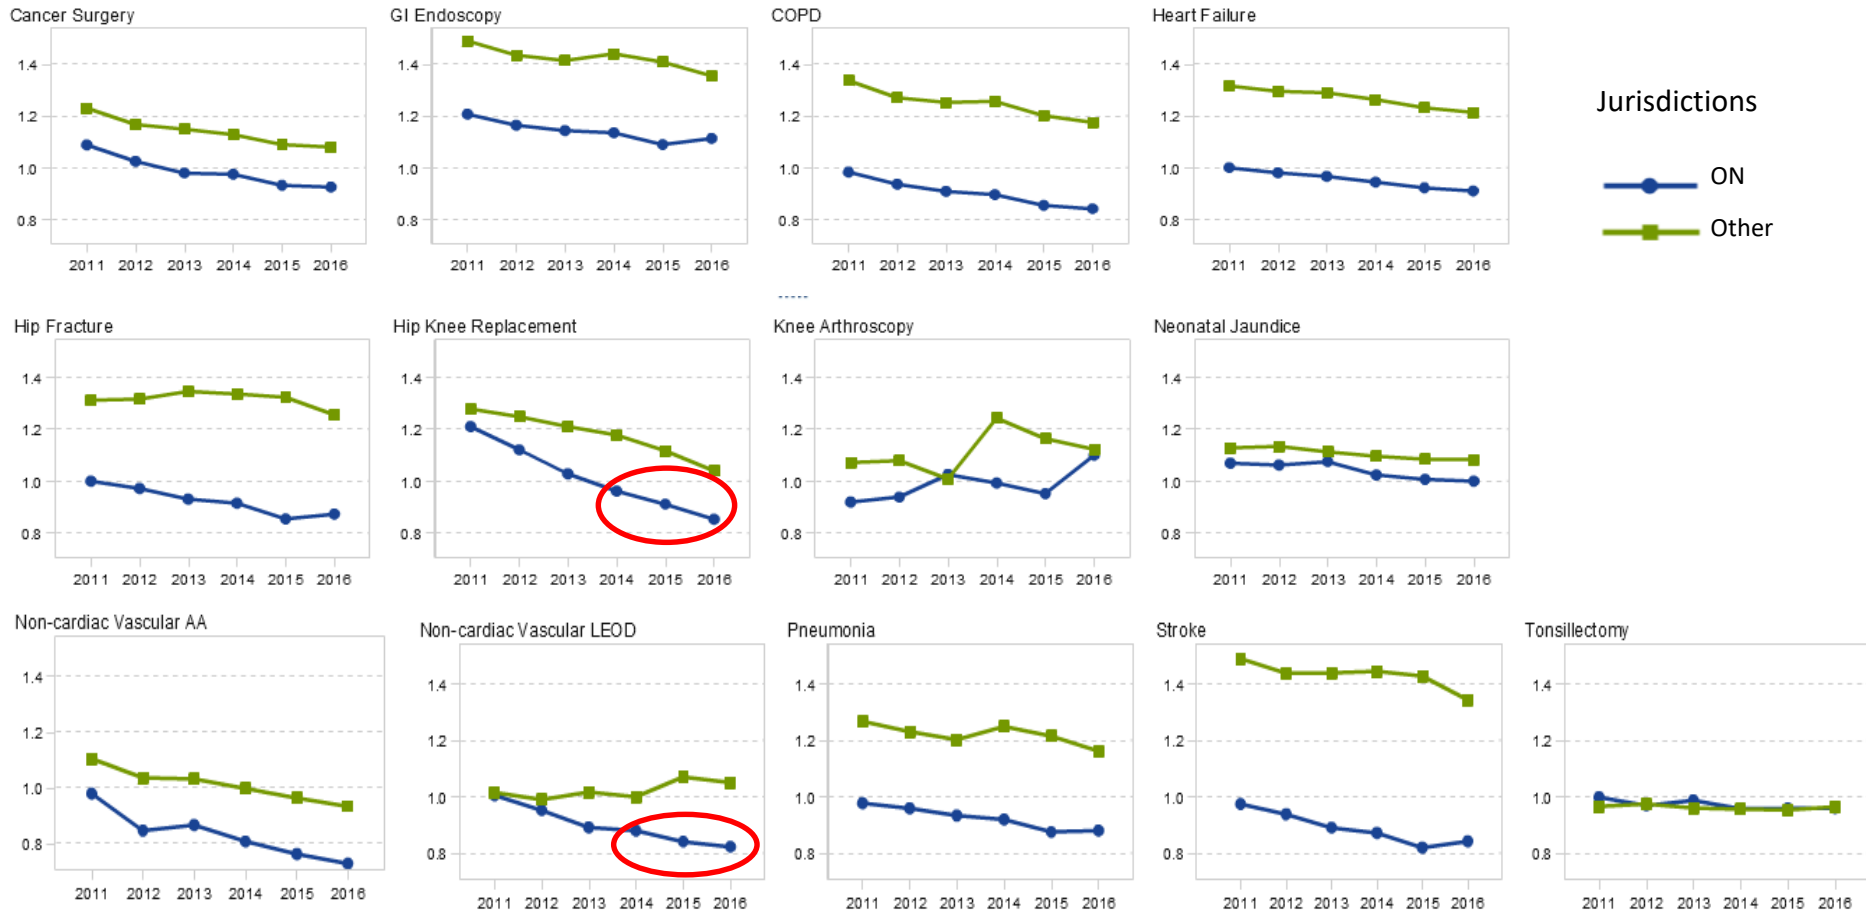 Cancer Surgery
GI Endoscopy
COPD
Heart Failure
1.4
1.2
1.0
0.8
1.4
1.2
1.0
0.8
1.4
1.2
1.0
0.8
1.4
1.2
1.0
0.8
2011 2012 2013 2014 2015 2016
2011 2012 2013 2014 2015 2016
2011 2012 2013 2014 2015 2016
2011 2012 2013 2014 2015 2016
Jurisdictions
ON
Other
Hip Fracture
Hip Knee Replacement
Knee Arthroscopy
Neonatal Jaundice
1.4
1.2
1.0
0.8
1.4
1.2
1.0
0.8
1.4
1.2
1.0
0.8
1.4
1.2
1.0
0.8
2011 2012 2013 2014 2015 2016
2011 2012 2013 2014 2015 2016
2011 2012 2013 2014 2015 2016
2011 2012 2013 2014 2015 2016
Non-cardiac Vascular AA
Non-cardiac Vascular LEOD
Pneumonia
Stroke
Tonsillectomy
1.4
1.2
1.0
0.8
1.4
1.2
1.0
0.8
1.4
1.2
1.0
0.8
1.4
1.2
1.0
0.8
1.4
1.2
1.0
0.8
2011 2012 2013 2014 2015 2016
2011 2012 2013 2014 2015 2016
2011 2012 2013 2014 2015 2016
2011 2012 2013 2014 2015 2016
2011 2012 2013 2014 2015 2016